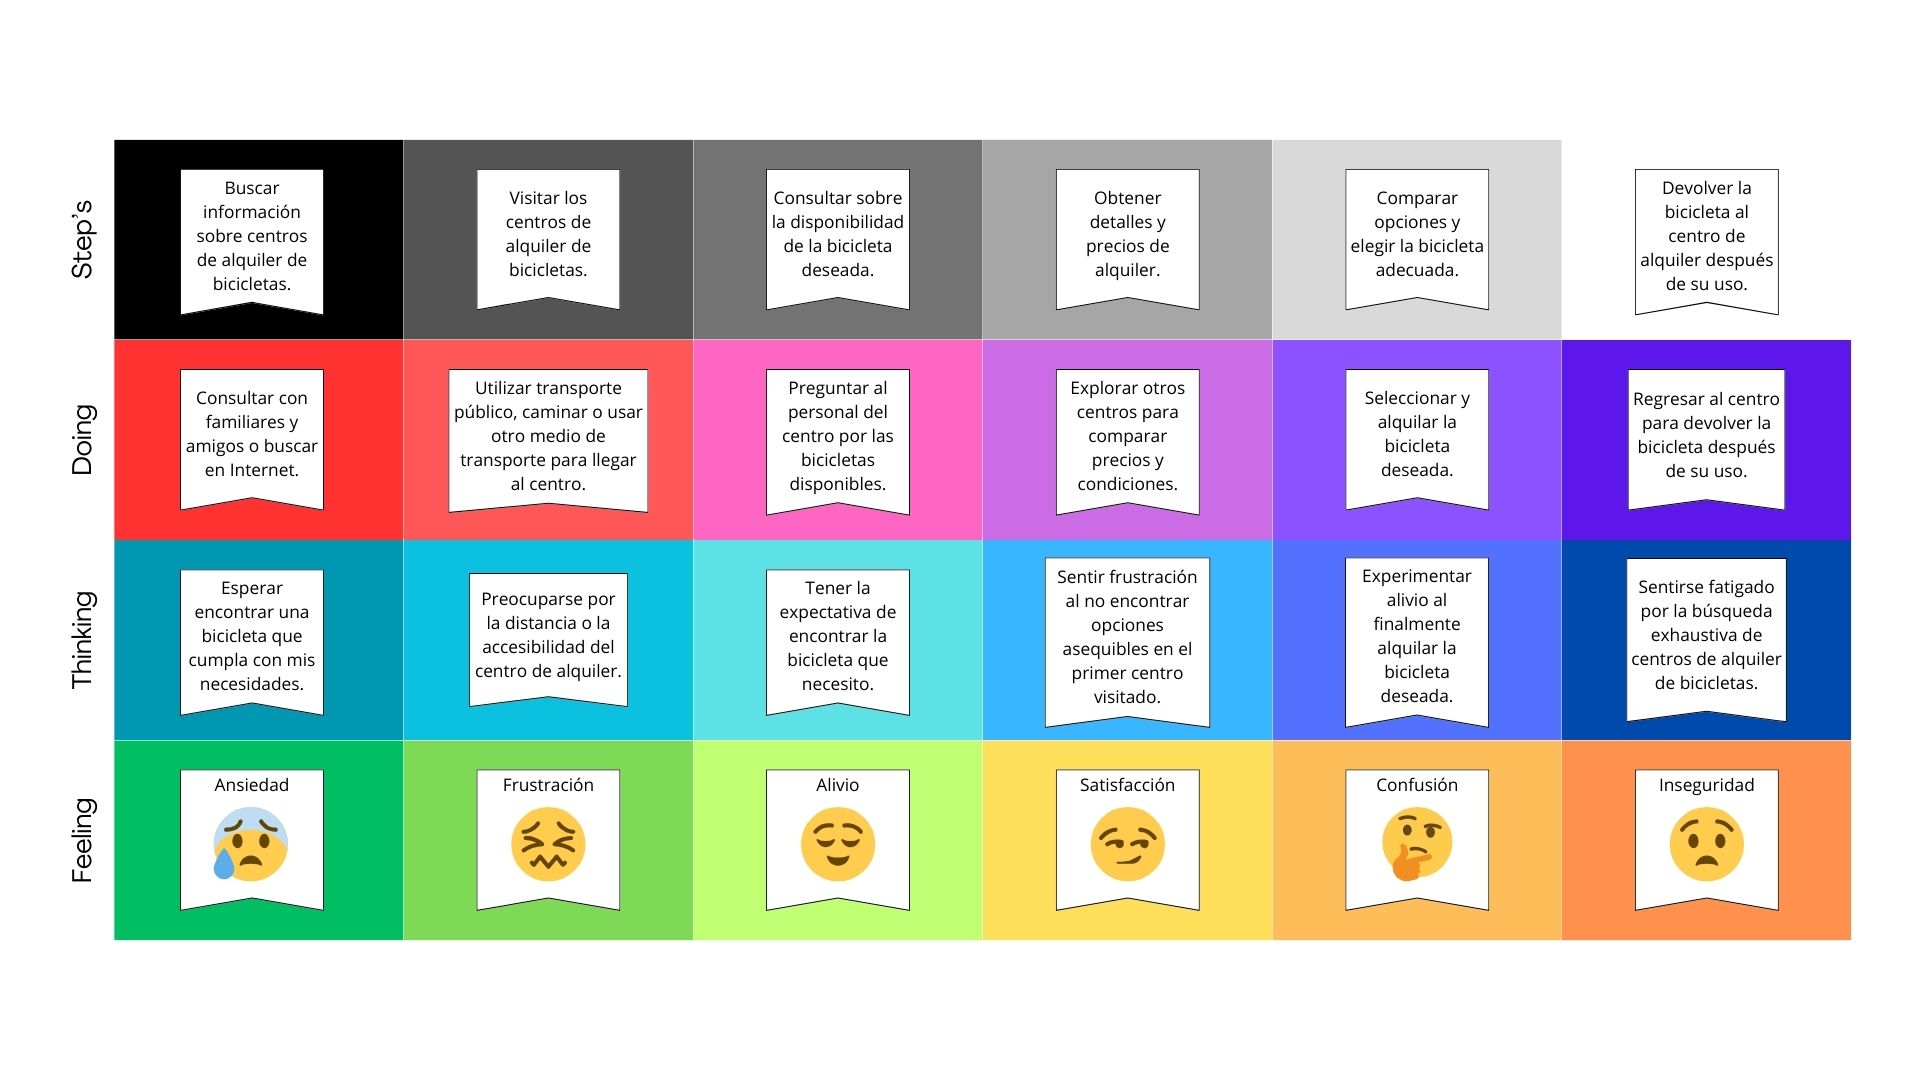 Step's
Buscar
información
sobre centros
de alquiler de
bicicletas.
Visitar los
centros de
alquiler de
bicicletas.
Consultar sobre
la disponibilidad
de la bicicleta
deseada.
Obtener
detalles y
precios de
alquiler.
Comparar
opciones y
elegir la bicicleta
adecuada.
Devolver la
bicicleta al
centro de
alquiler después
de su uso.
Doing
Consultar con
familiares y
amigos o buscar
en Internet.
Utilizar transporte
público, caminar o usar
otro medio de
transporte para llegar
al centro.
Preguntar al
personal del
centro por las
bicicletas
disponibles.
Explorar otros
centros para
comparar
precios y
condiciones.
Seleccionar y
alquilar la
bicicleta
deseada.
Regresar al centro
para devolver la
bicicleta después
de su uso.
Thinking
Esperar
encontrar una
bicicleta que
cumpla con mis
necesidades.
Preocuparse por
la distancia o la
accesibilidad del
centro de alquiler.
Tener la
expectativa de
encontrar la
bicicleta que
necesito.
Sentir frustración
al no encontrar
opciones
asequibles en el
primer centro
visitado.
Experimentar
alivio al
finalmente
alquilar la
bicicleta
deseada.
Sentirse fatigado
por la búsqueda
exhaustiva de
centros de alquiler
de bicicletas.
Feeling
Ansiedad
Frustración
Alivio
Satisfacción
Confusión
Inseguridad